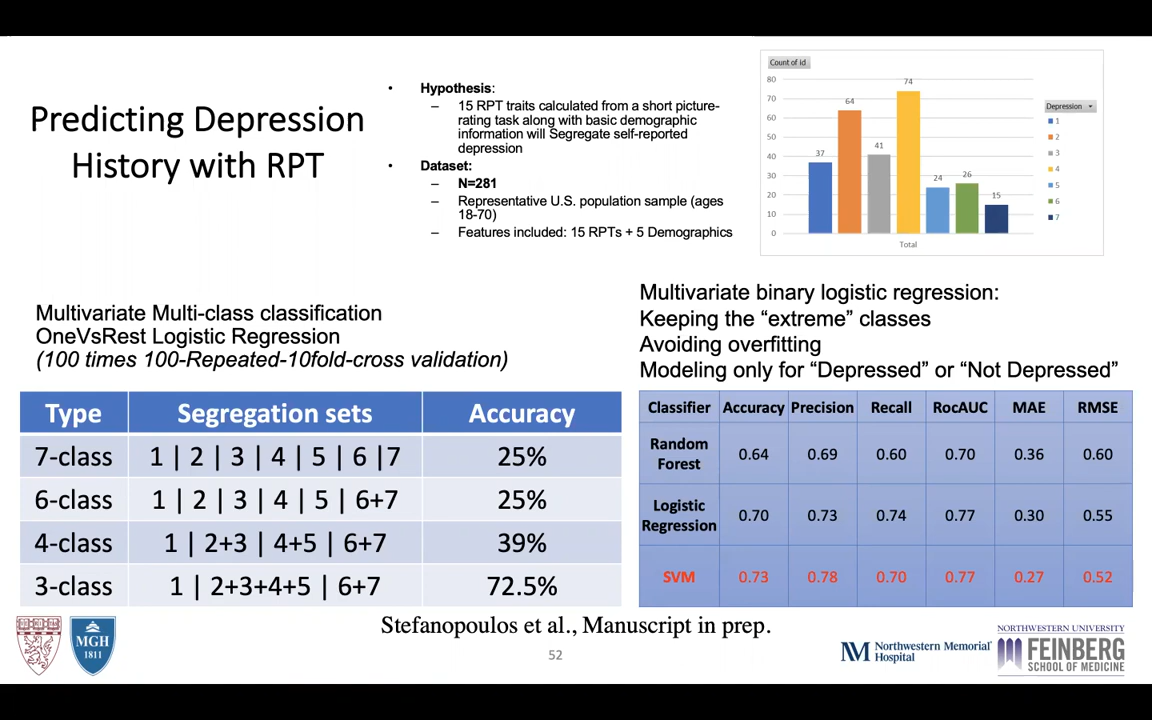 Predicting Depression
History with RPT
• Hypothesis:
– 15 RPT traits calculated from a short picture-
rating task along with basic demographic
information will Segregate self-reported
depression
• Dataset:
– N=281
– Representative U.S. population sample (ages
18-70)
– Features included: 15 RPTs + 5 Demographics
Count of id
80
70
60
50
40
30
20
10
0
37
64
41
74
24
26
15
Total
Depression
1
2
3
4
5
6
7
Multivariate Multi-class classification
OneVsRest Logistic Regression
(100 times 100-Repeated-10fold-cross validation)
Type Segregation sets Accuracy
7-class 1 | 2 | 3 | 4 | 5 | 6 |7 25%
6-class 1 | 2 | 3 | 4 | 5 | 6+7 25%
4-class 1 | 2+3 | 4+5 | 6+7 39%
3-class 1 | 2+3+4+5 | 6+7 72.5%
Multivariate binary logistic regression:
Keeping the “extreme” classes
Avoiding overfitting
Modeling only for “Depressed” or “Not Depressed”
Classifier Accuracy Precision Recall RocAUC MAE RMSE
Random
Forest 0.64 0.69 0.60 0.70 0.36 0.60
Logistic
Regression 0.70 0.73 0.74 0.77 0.30 0.55
SVM 0.73 0.78 0.70 0.77 0.27 0.52
Stefanopoulos et al., Manuscript in prep.
52
MGH
1811
Northwestern Memorial®
Hospital
NORTHWESTERN UNIVERSITY
FEINBERG
SCHOOL OF MEDICINE